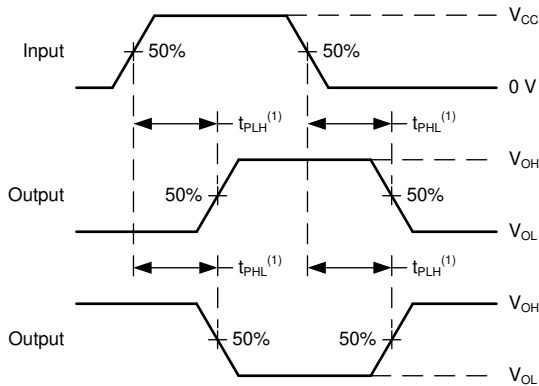 V_CC
Input 50% 50%
0 V
t_PLH^(1) t_PHL^(1)
V_OH
Output 50% 50%
V_OL
t_PHL^(1) t_PLH^(1)
V_OH
Output 50% 50%
V_OL